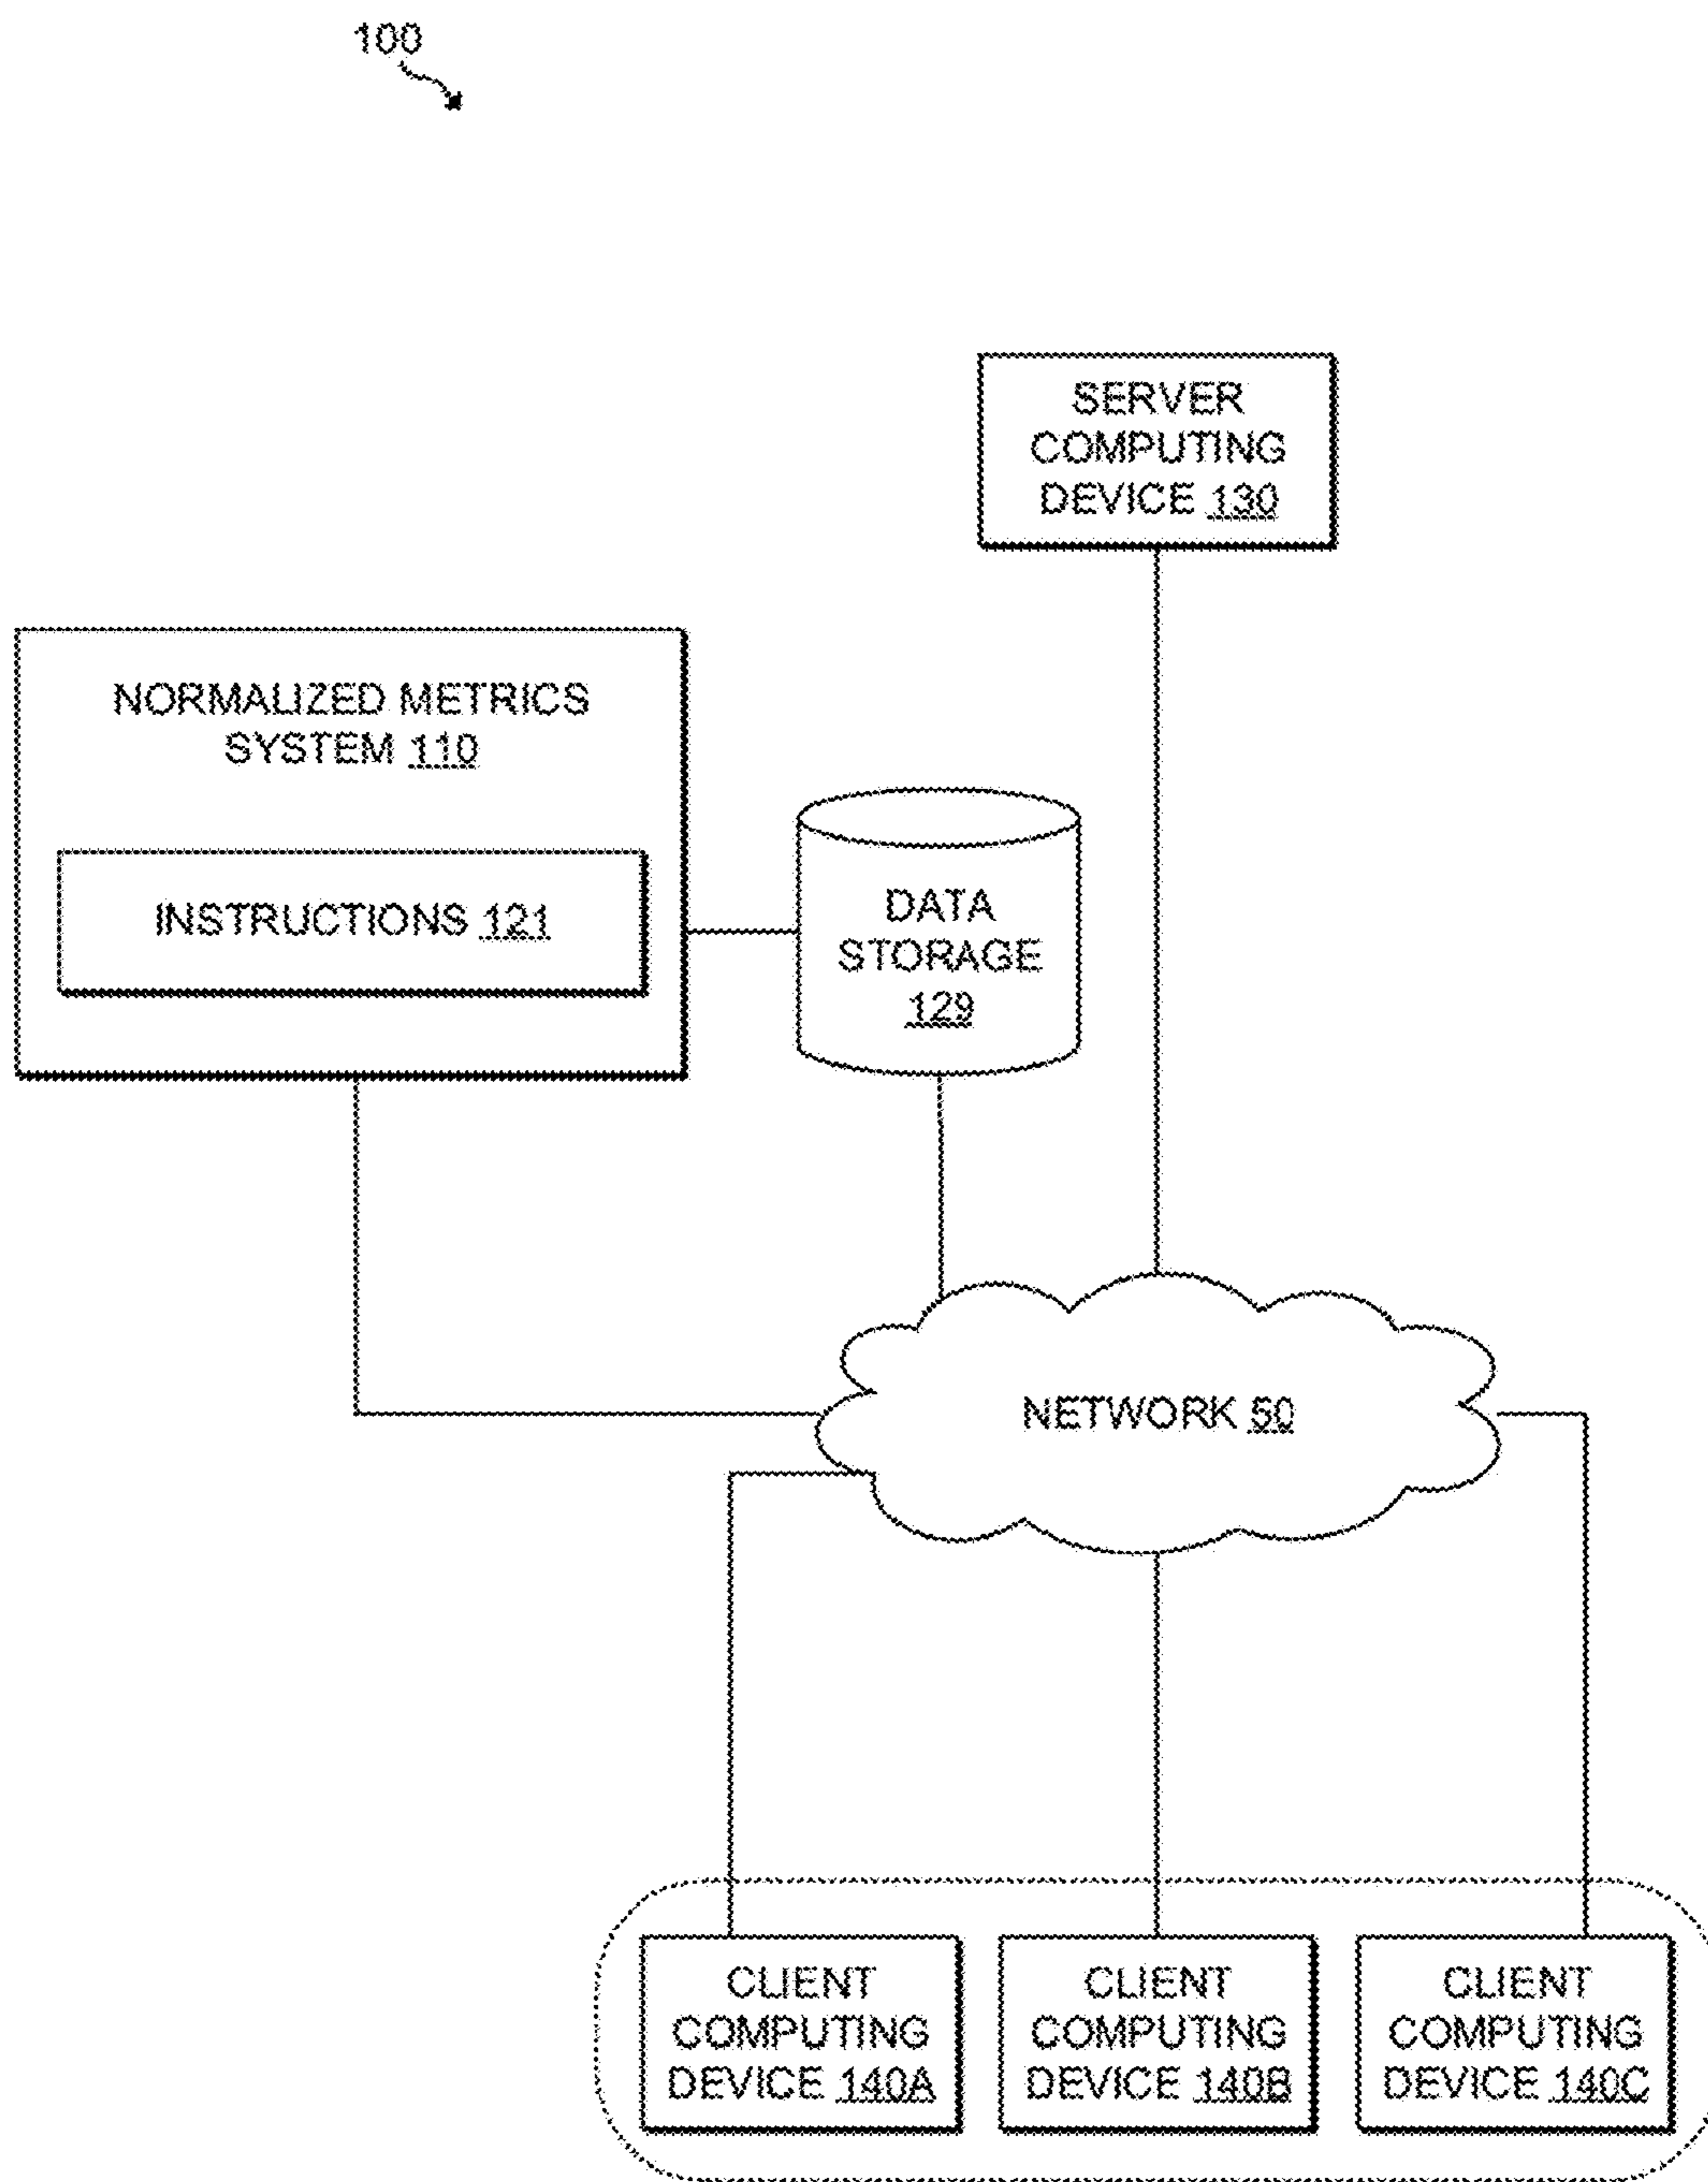 100
SERVER
COMPUTING
DEVICE 130
NORMALIZED METRICS
SYSTEM 110
INSTRUCTIONS 121
DATA
STORAGE
129
NETWORK 50
CLIENT
COMPUTING
DEVICE 140A
CLIENT
COMPUTING
DEVICE 140B
CLIENT
COMPUTING
DEVICE 140C